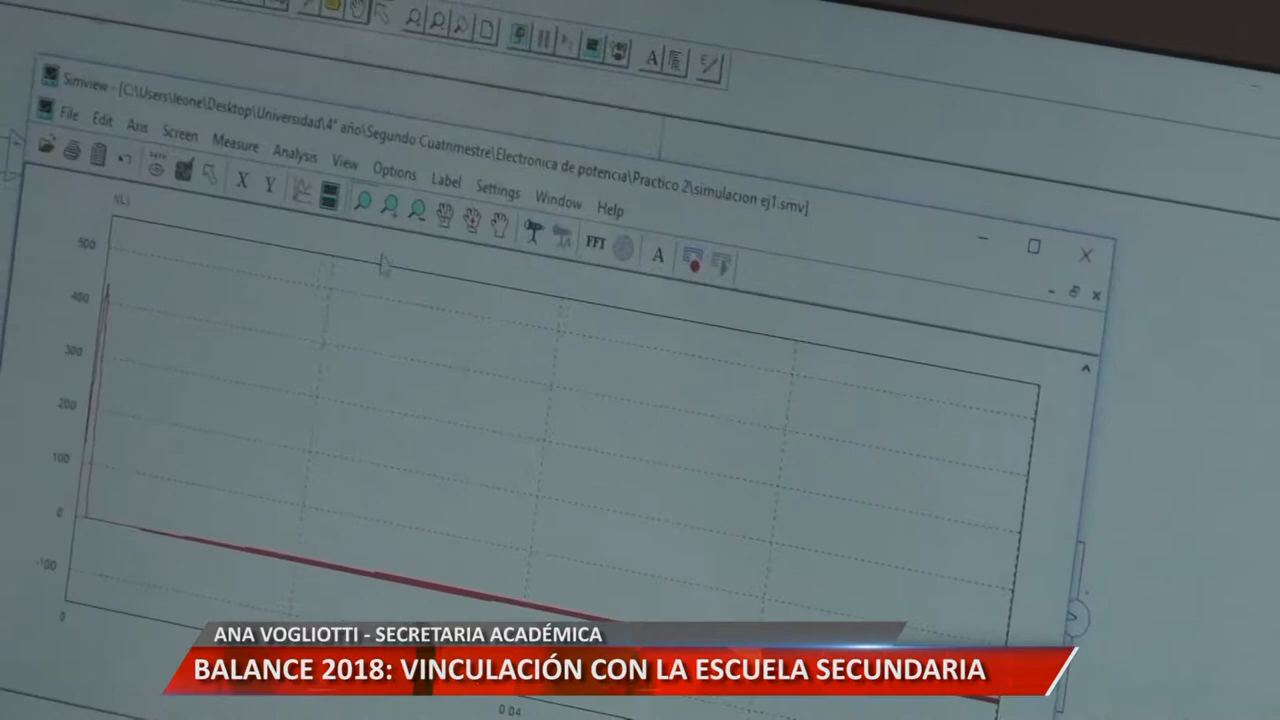 A
Simview - [C:\Users\leone\Desktop\Universidad\4° año\Segundo Cuatrimestre\Electronica de potencia\Practico 2\simulacion ej1.smv]
File Edit Axis Screen Measure Analysis View Options Label Settings Window Help
X Y FFT A
500
400
300
200
100
0
-100
0
0.04
ANA VOGLIOTTI - SECRETARIA ACADÉMICA
BALANCE 2018: VINCULACIÓN CON LA ESCUELA SECUNDARIA